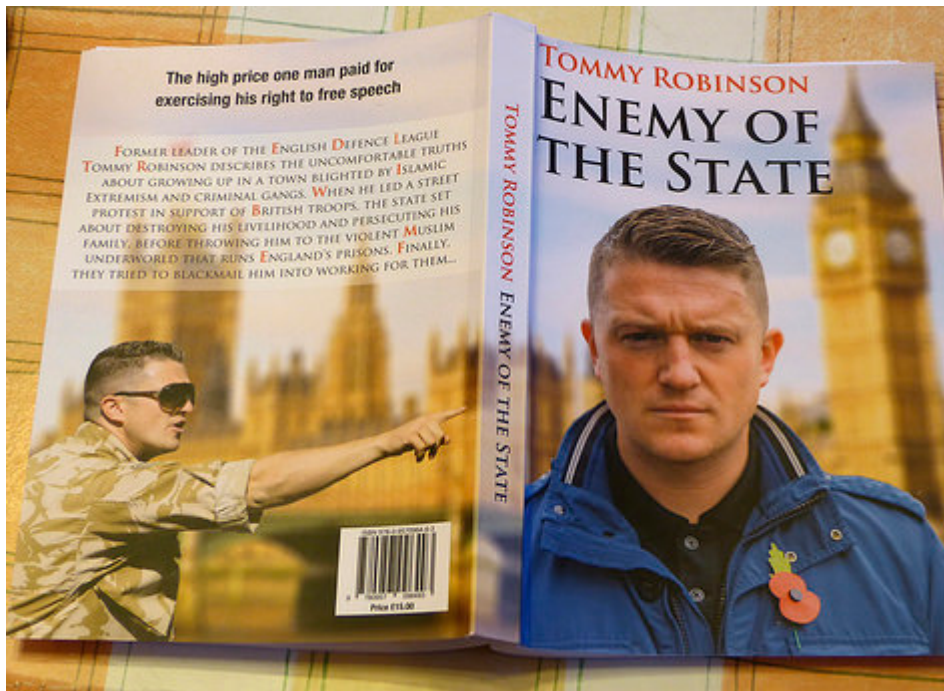 The high price one man paid for
exercising his right to free speech
FORMER LEADER OF THE ENGLISH DEFENCE LEAGUE
TOMMY ROBINSON DESCRIBES THE UNCOMFORTABLE TRUTHS
ABOUT GROWING UP IN A TOWN BLIGHTED BY ISLAMIC
EXTREMISM AND CRIMINAL GANGS. WHEN HE LED A STREET
PROTEST IN SUPPORT OF BRITISH TROOPS, THE STATE SET
ABOUT DESTROYING HIS LIVELIHOOD AND PERSECUTING HIS
FAMILY, BEFORE THROWING HIM TO THE VIOLENT MUSLIM
UNDERWORLD THAT RUNS ENGLAND'S PRISONS. FINALLY,
THEY TRIED TO BLACKMAIL HIM INTO WORKING FOR THEM...
Price £15.00
TOMMY ROBINSON ENEMY OF THE STATE
TOMMY ROBINSON
ENEMY OF
THE STATE